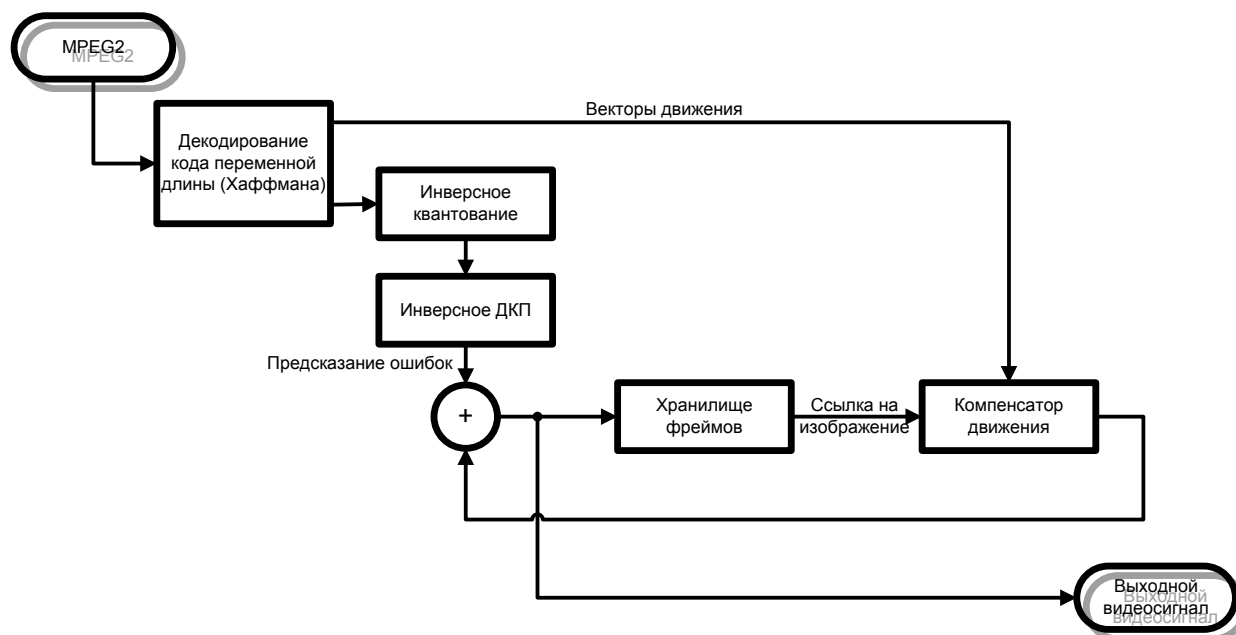 MPEG2
Векторы движения
Декодирование
кода переменной
длины (Хаффмана)
Инверсное
квантование
Инверсное ДКП
Предсказание ошибок
+
Хранилище
фреймов
Ссылка на
изображение
Компенсатор
движения
Выходной
видеосигнал